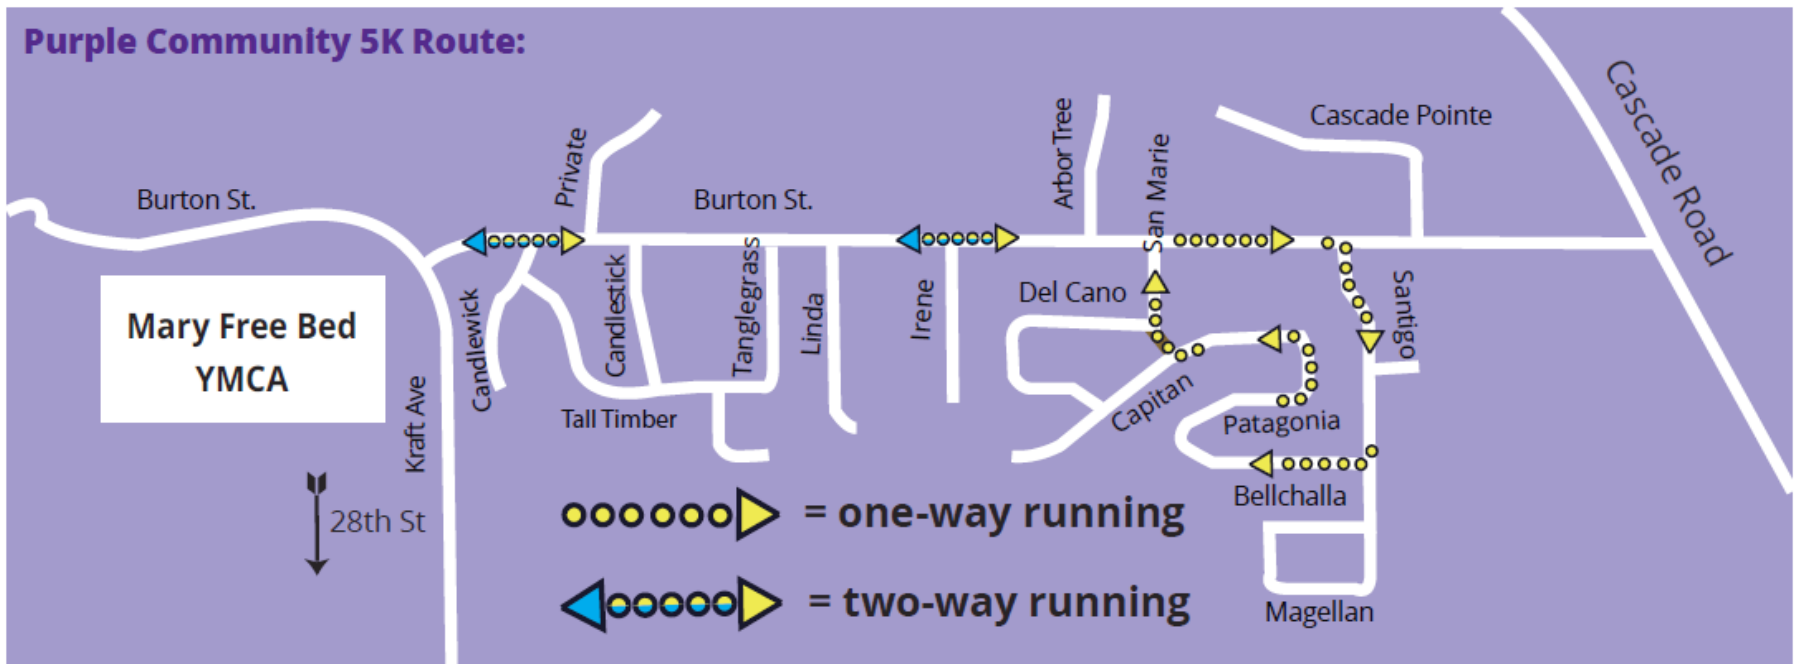 Purple Community 5K Route:
Burton St.
Private
Burton St.
Arbor Tree
San Marie
Cascade Pointe
Cascade Road
Mary Free Bed
YMCA
Kraft Ave
Candlewick
Candlestick
Tanglegrass
Linda
Irene
Del Cano
Santigo
Tall Timber
Capitan
Patagonia
Bellchalla
28th St
= one-way running
= two-way running
Magellan